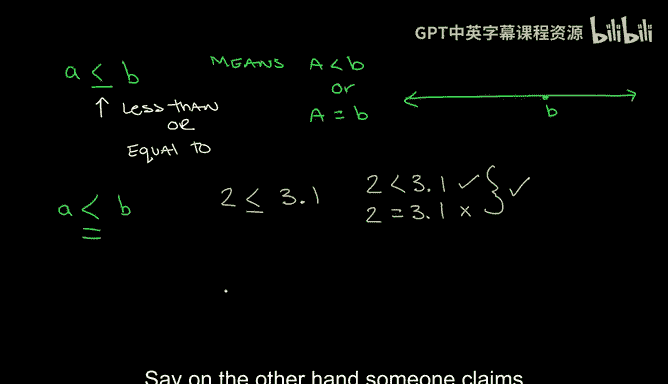 GPT中英字幕课程资源 bilibili
a ≤ b MEANS A < b
or
A = b
b
↑ Less than
OR
Equal to
a ≦ b 2 ≤ 3.1 2 < 3.1 ✓ } ✓
2 = 3.1 ×
Say on the other hand someone claims